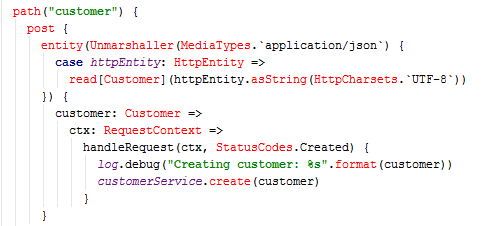 path("customer") {
  post {
    entity(Unmarshaller(MediaTypes.`application/json`) {
      case httpEntity: HttpEntity =>
        read[Customer](httpEntity.asString(HttpCharsets.`UTF-8`))
    }) {
      customer: Customer =>
        ctx: RequestContext =>
          handleRequest(ctx, StatusCodes.Created) {
            log.debug("Creating customer: %s".format(customer))
            customerService.create(customer)
          }
    }